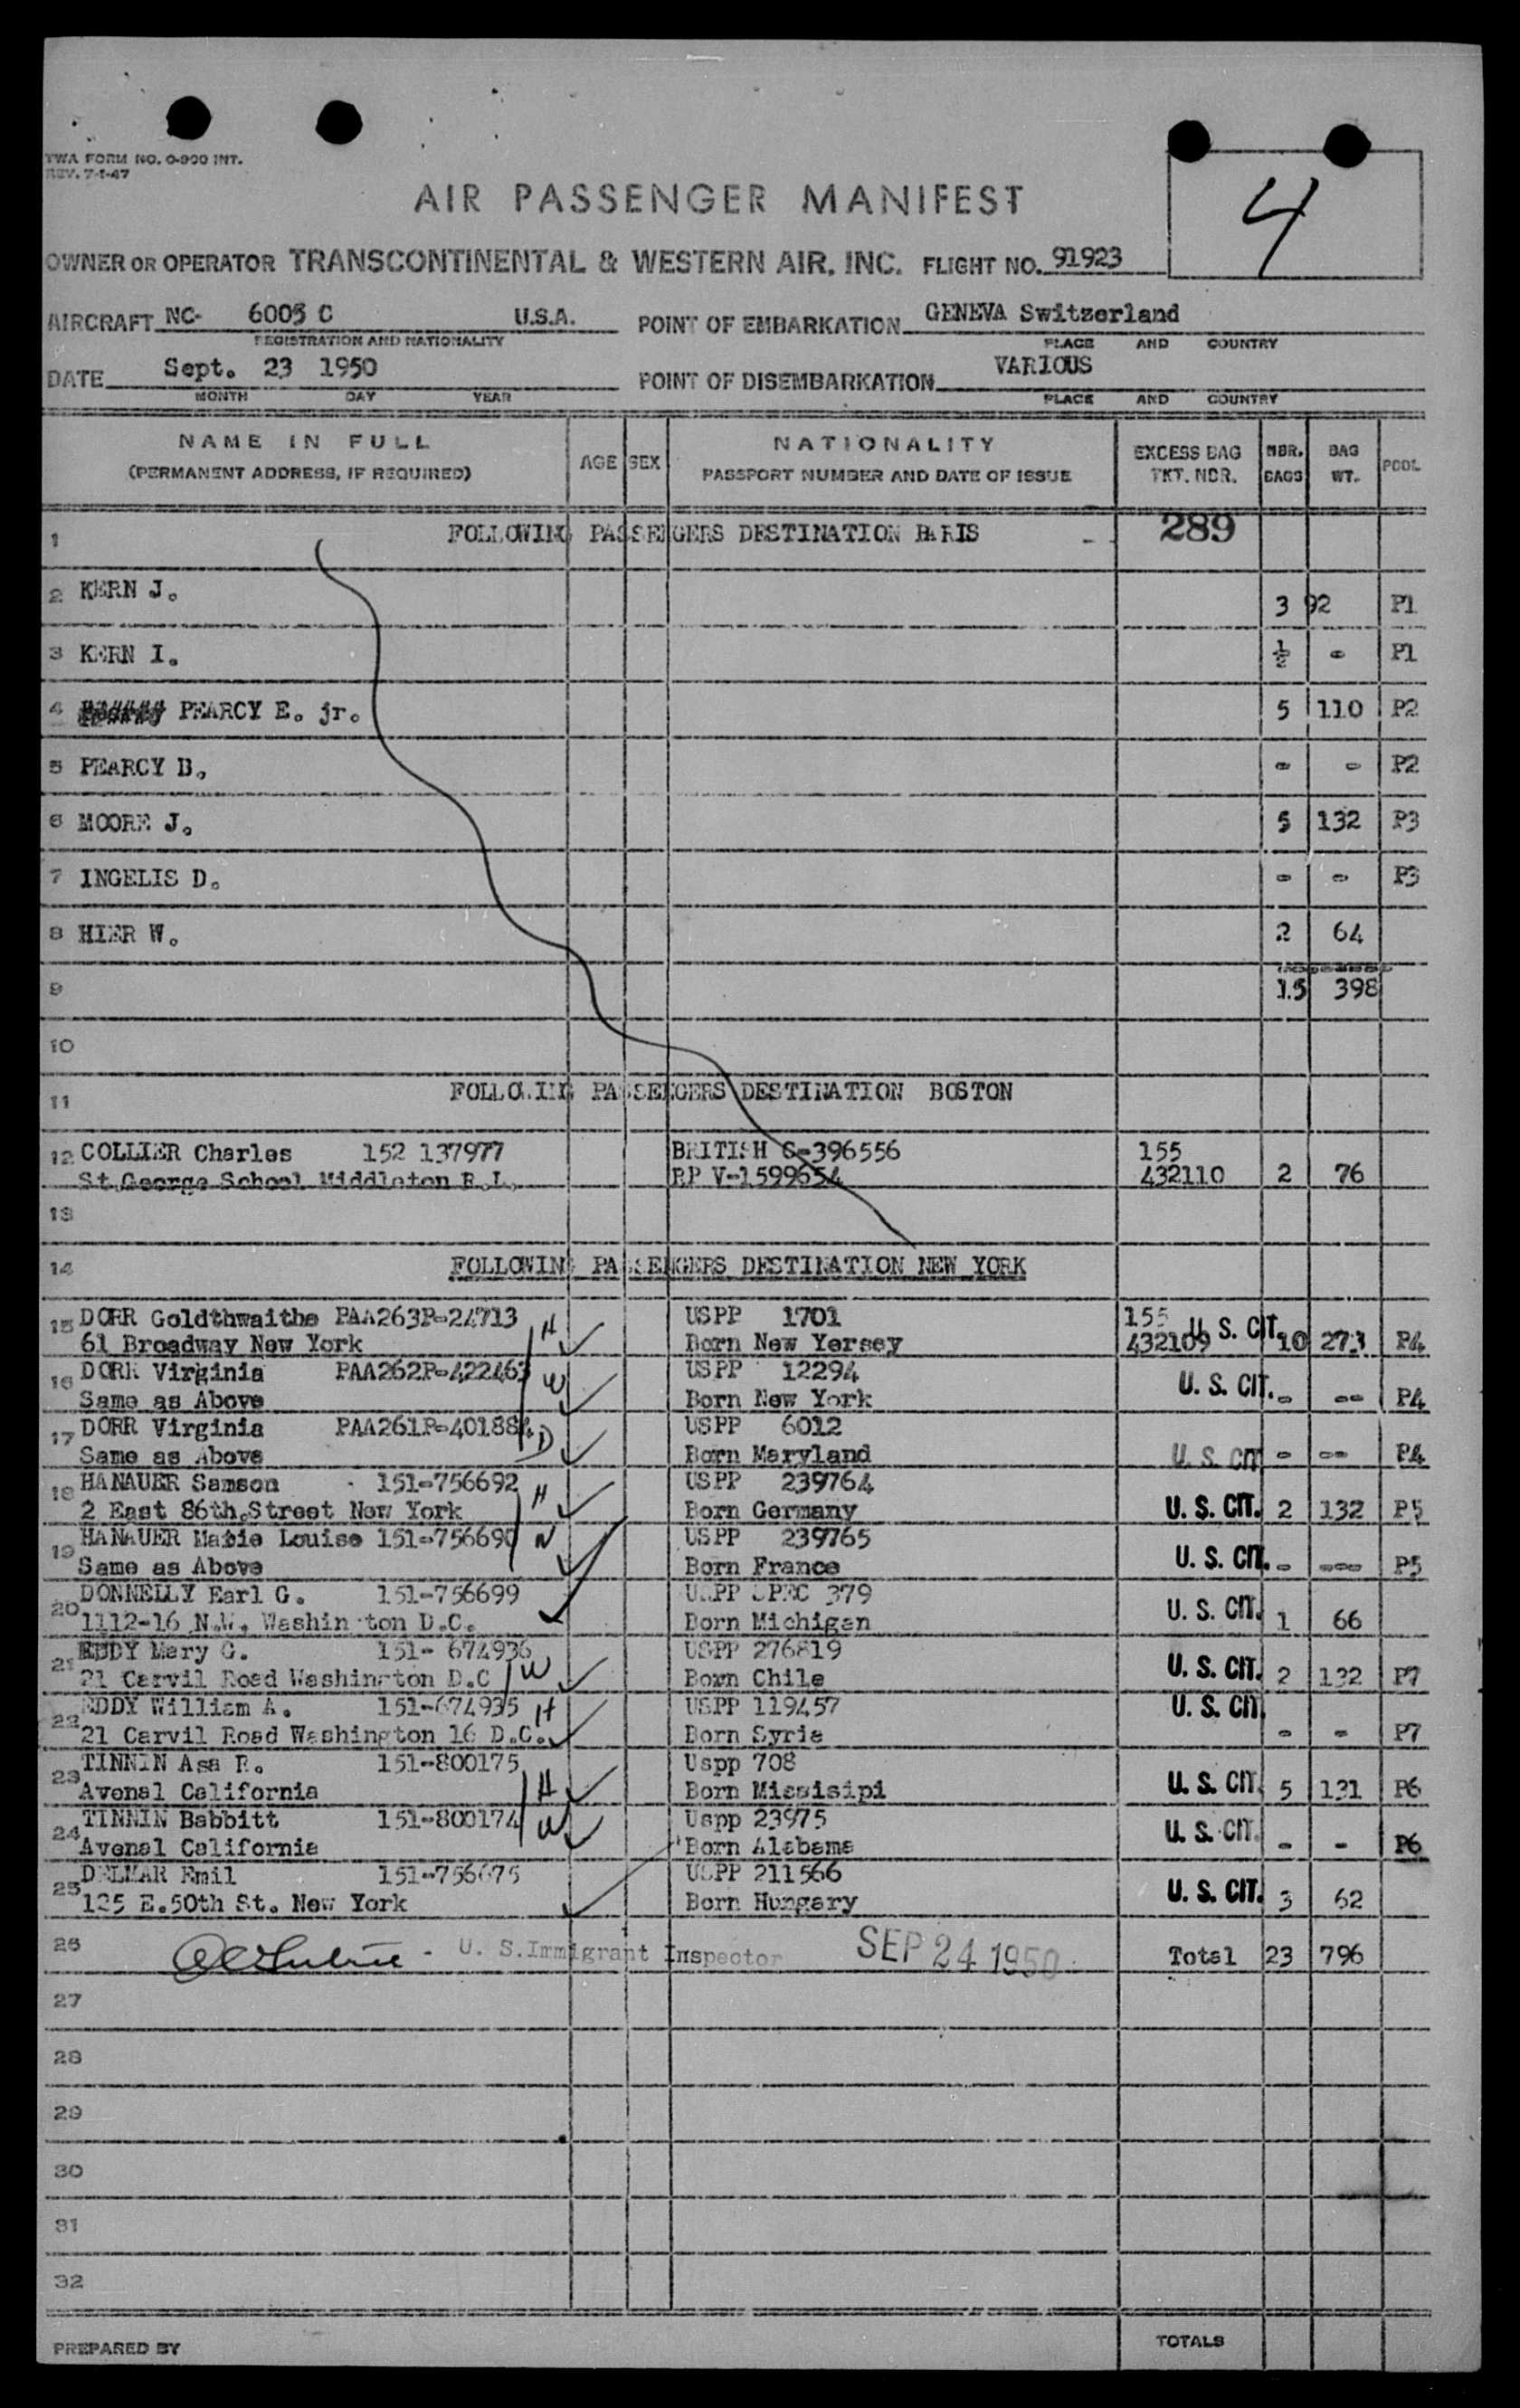 TWA FORM NO. O-900 INT.
REV. 7-1-47
4
AIR PASSENGER MANIFEST
OWNER OR OPERATOR TRANSCONTINENTAL & WESTERN AIR, INC. FLIGHT NO. 91923
AIRCRAFT NC- 6005 C U.S.A. POINT OF EMBARKATION GENEVA Switzerland
REGISTRATION AND NATIONALITY PLACE AND COUNTRY
DATE Sept. 23 1950 POINT OF DISEMBARKATION VARIOUS
MONTH DAY YEAR PLACE AND COUNTRY
NAME IN FULL AGE SEX NATIONALITY EXCESS BAG NBR. BAG POOL
(PERMANENT ADDRESS, IF REQUIRED) PASSPORT NUMBER AND DATE OF ISSUE TKT. NBR. BAGS WT.
1 FOLLOWING PASSENGERS DESTINATION PARIS - - 289
2 KERN J. 3 92 P1
3 KERN I. ½ - P1
4 PEARCY E. jr. 5 110 P2
5 PEARCY B. - - P2
6 MOORE J. 5 132 P3
7 INGELIS D. - - P3
8 HIER W. 2 64
9 15 398
10
11 FOLLOWING PASSENGERS DESTINATION BOSTON
12 COLLIER Charles 152 137977 BRITISH C-396556 155
St George School Middleton R.I. RP V-1599654 432110 2 76
13
14 FOLLOWING PASSENGERS DESTINATION NEW YORK
15 DORR Goldthwaithe PAA263P-24713 H USPP 1701 155 U. S. CIT.
61 Broadway New York Born New Yersey 432109 10 273 P4
16 DORR Virginia PAA262P-422463 W USPP 12294 U. S. CIT.
Same as Above Born New York - -- P4
17 DORR Virginia PAA261P-401884 D USPP 6012
Same as Above Born Maryland U. S. CIT - -- P4
18 HANAUER Samson 151-756692 H USPP 239764
2 East 86th.Street New York Born Germany U. S. CIT. 2 132 P5
19 HANAUER Marie Louise 151-756690 W USPP 239765
Same as Above Born France U. S. CIT. - --- P5
20 DONNELLY Earl G. 151-756699 USPP SPEC 379
1112-16 N.W. Washington D.C. Born Michigan U. S. CIT. 1 66
21 EDDY Mary G. 151- 674936 W USPP 276819
21 Carvil Road Washington D.C Born Chile U. S. CIT. 2 132 P7
22 EDDY William A. 151-674935 H USPP 119457 U. S. CIT.
21 Carvil Road Washington 16 D.C. Born Syria - - P7
23 TINNIN Asa 151-800175 H Uspp 708
Avenal California Born Missisipi U. S. CIT. 5 131 P6
24 TINNIN Babbitt 151-800174 W Uspp 23975 U. S. CIT.
Avenal California Born Alabama - - P6
25 DELMAR Emil 151-756675 USPP 211566
125 E.50th St. New York Born Hungary U. S. CIT. 3 62
26 U. S. Immigrant Inspector SEP 24 1950 Total 23 796
27
28
29
30
31
32
PREPARED BY TOTALS